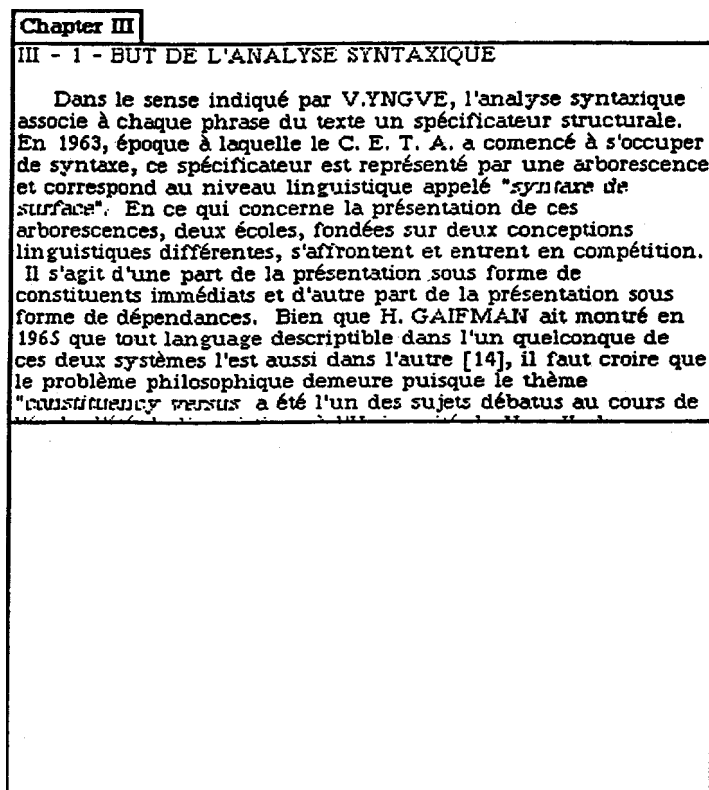 Chapter III
III - 1 - BUT DE L'ANALYSE SYNTAXIQUE
Dans le sense indiqué par V.YNGVE, l'analyse syntaxique
associe à chaque phrase du texte un spécificateur structurale.
En 1963, époque à laquelle le C. E. T. A. a comencé à s'occuper
de syntaxe, ce spécificateur est représenté par une arborescence
et correspond au niveau linguistique appelé "syntaxe de
surface". En ce qui concerne la présentation de ces
arborescences, deux écoles, fondées sur deux conceptions
linguistiques différentes, s'affrontent et entrent en compétition.
Il s'agit d'une part de la présentation sous forme de
constituents immédiats et d'autre part de la présentation sous
forme de dépendances. Bien que H. GAIFMAN ait montré en
1965 que tout language descriptible dans l'un quelconque de
ces deux systèmes l'est aussi dans l'autre [14], il faut croire que
le problème philosophique demeure puisque le thème
"constituency versus a été l'un des sujets débatus au cours de